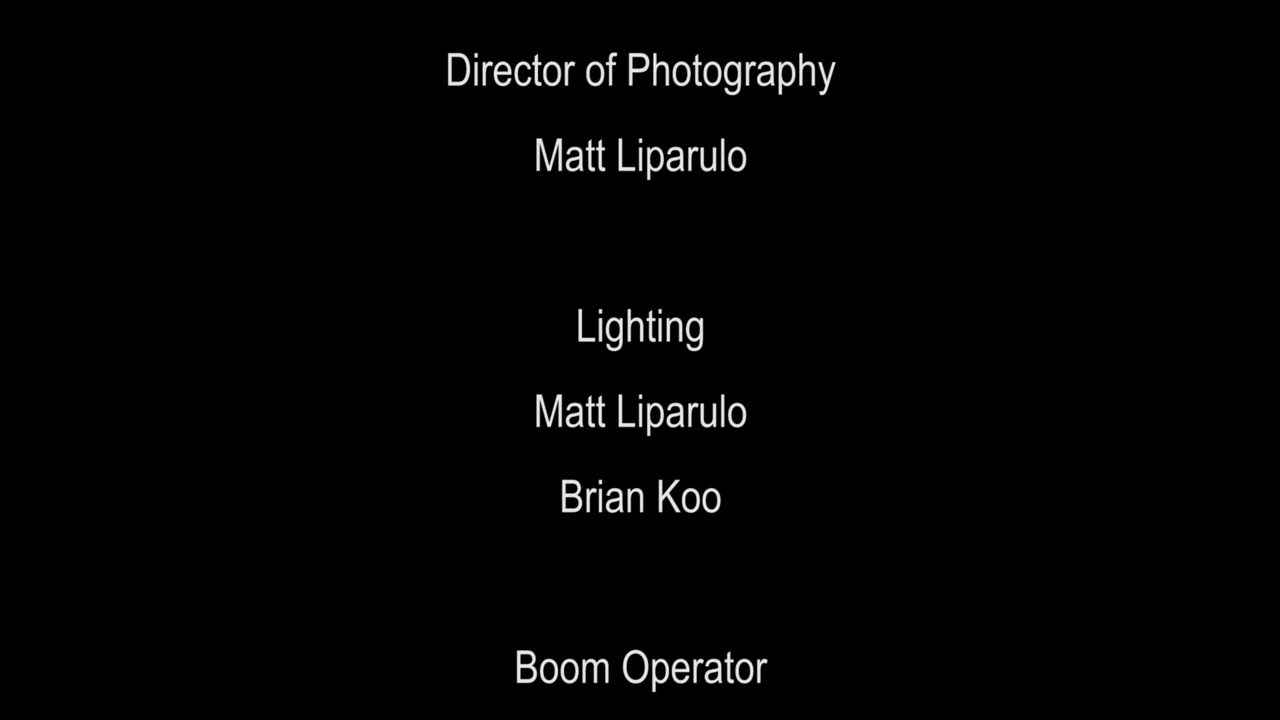 Director of Photography
Matt Liparulo
Lighting
Matt Liparulo
Brian Koo
Boom Operator